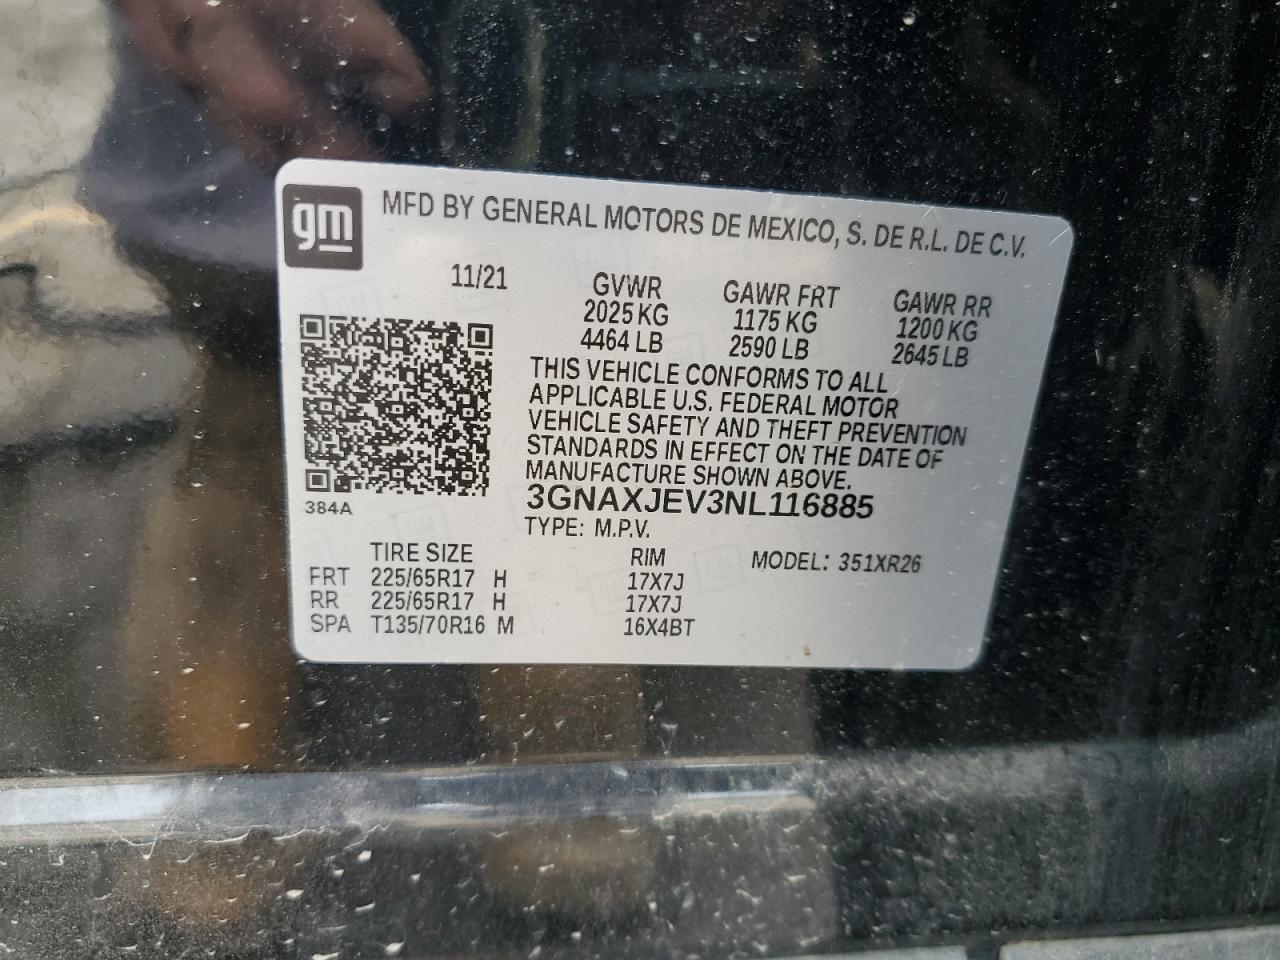 gm
MFD BY GENERAL MOTORS DE MEXICO, S. DE R.L. DE C.V.
11/21 GVWR GAWR FRT GAWR RR
2025 KG 1175 KG 1200 KG
4464 LB 2590 LB 2645 LB
THIS VEHICLE CONFORMS TO ALL
APPLICABLE U.S. FEDERAL MOTOR
VEHICLE SAFETY AND THEFT PREVENTION
STANDARDS IN EFFECT ON THE DATE OF
MANUFACTURE SHOWN ABOVE.
384A 3GNAXJEV3NL116885
TYPE: M.P.V.
TIRE SIZE RIM MODEL: 351XR26
FRT 225/65R17 H 17X7J
RR 225/65R17 H 17X7J
SPA T135/70R16 M 16X4BT